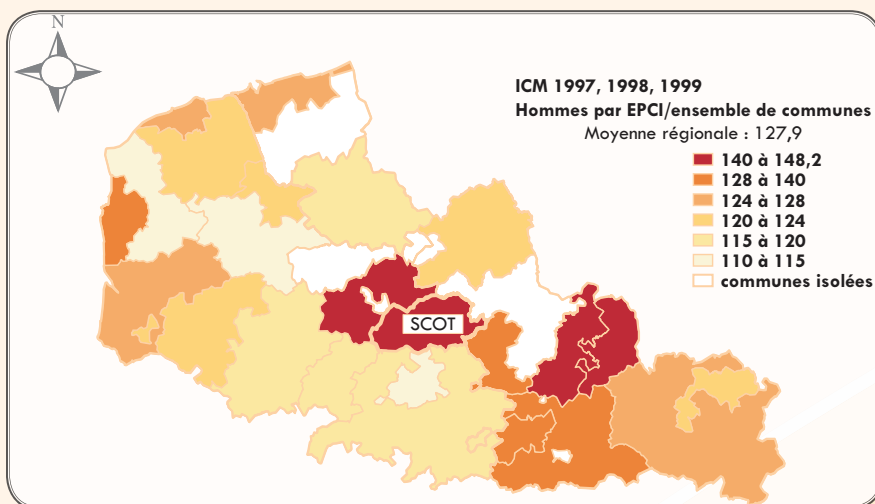 N
ICM 1997, 1998, 1999
Hommes par EPCI/ensemble de communes
Moyenne régionale : 127,9
140 à 148,2
128 à 140
124 à 128
120 à 124
115 à 120
110 à 115
communes isolées
SCOT